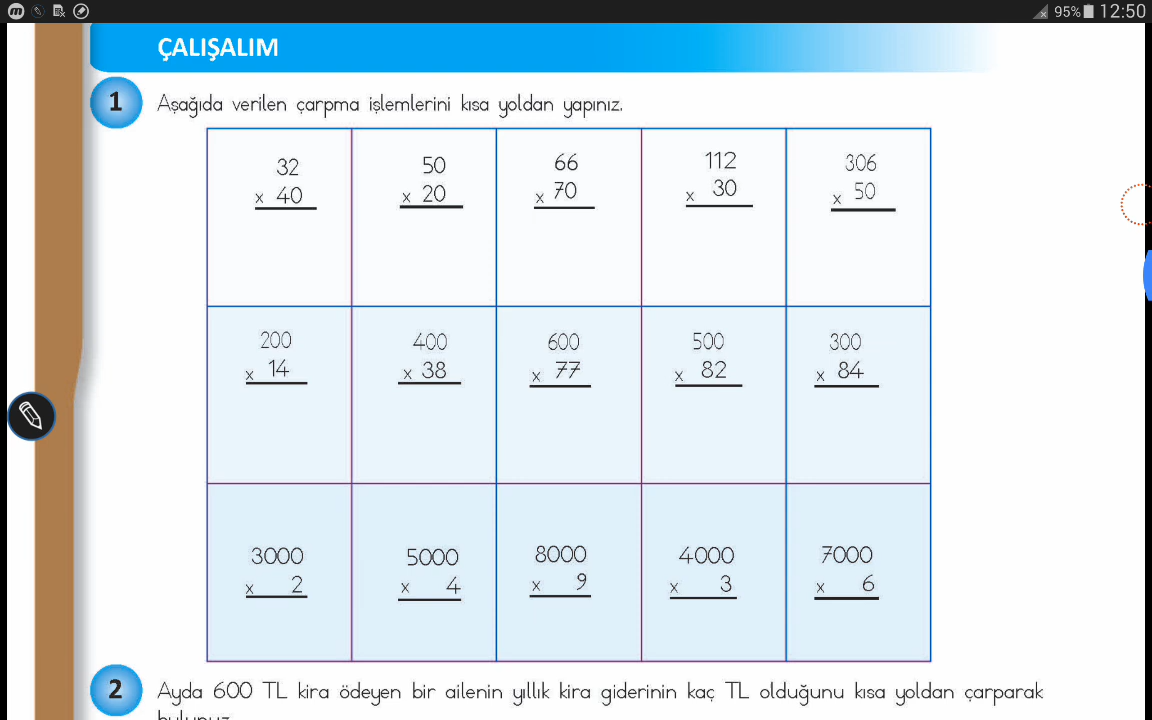 95% 12:50
ÇALIŞALIM
1 Aşağıda verilen çarpma işlemlerini kısa yoldan yapınız.
32 50 66 112 306
x 40 x 20 x 70 x 30 x 50
200 400 600 500 300
x 14 x 38 x 77 x 82 x 84
3000 5000 8000 4000 7000
x 2 x 4 x 9 x 3 x 6
2 Ayda 600 TL kira ödeyen bir ailenin yıllık kira giderinin kaç TL olduğunu kısa yoldan çarparak